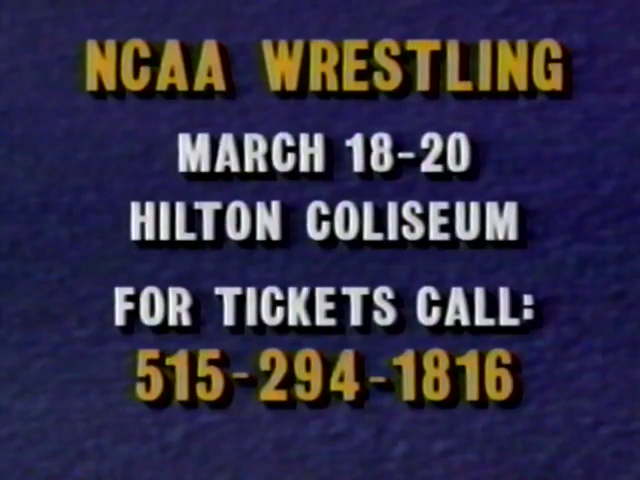 NCAA WRESTLING
MARCH 18-20
HILTON COLISEUM
FOR TICKETS CALL:
515-294-1816